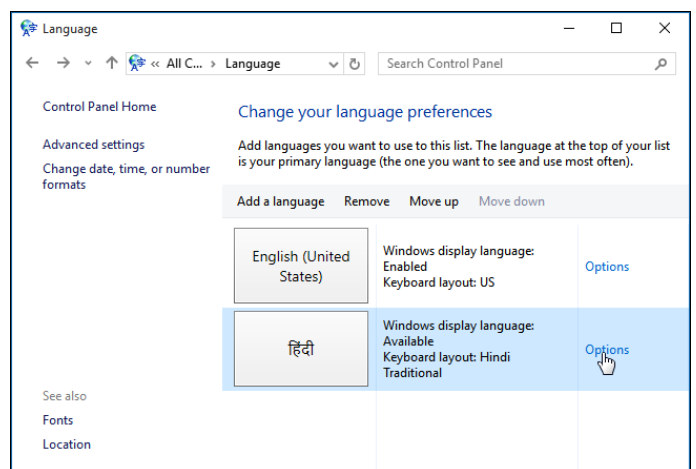 Language
« All C... › Language
Search Control Panel
Control Panel Home
Advanced settings
Change date, time, or number
formats
See also
Fonts
Location
Change your language preferences
Add languages you want to use to this list. The language at the top of your list
is your primary language (the one you want to see and use most often).
Add a language Remove Move up Move down
English (United
States)
Windows display language:
Enabled
Keyboard layout: US
Options
हिंदी
Windows display language:
Available
Keyboard layout: Hindi
Traditional
Options